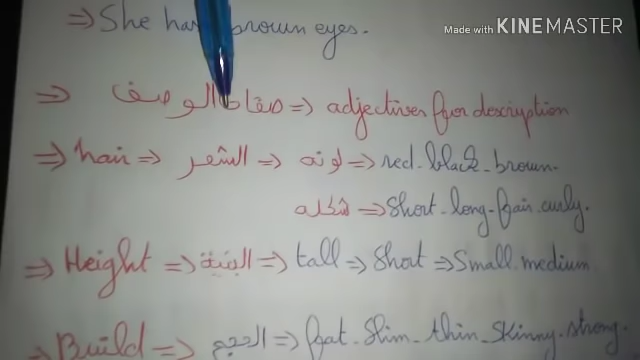 Made with KINEMASTER
⇒ She has brown eyes.
⇒ صفات الوصف ⇒ adjectives for description
⇒ hair ⇒ الشعر ⇒ لونه ⇒ red - black - brown.
شكله ⇒ Short - long - fair - curly.
⇒ Height ⇒ البنية ⇒ tall ⇒ Short ⇒ Small - medium
⇒ Build ⇒ الحجم ⇒ fat - Slim - thin - Skinny - strong.